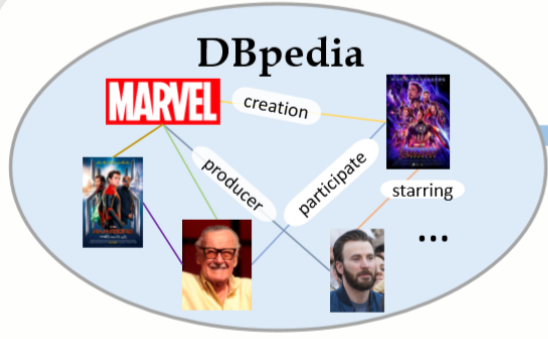 DBpedia
MARVEL
creation
producer
participate
starring
...